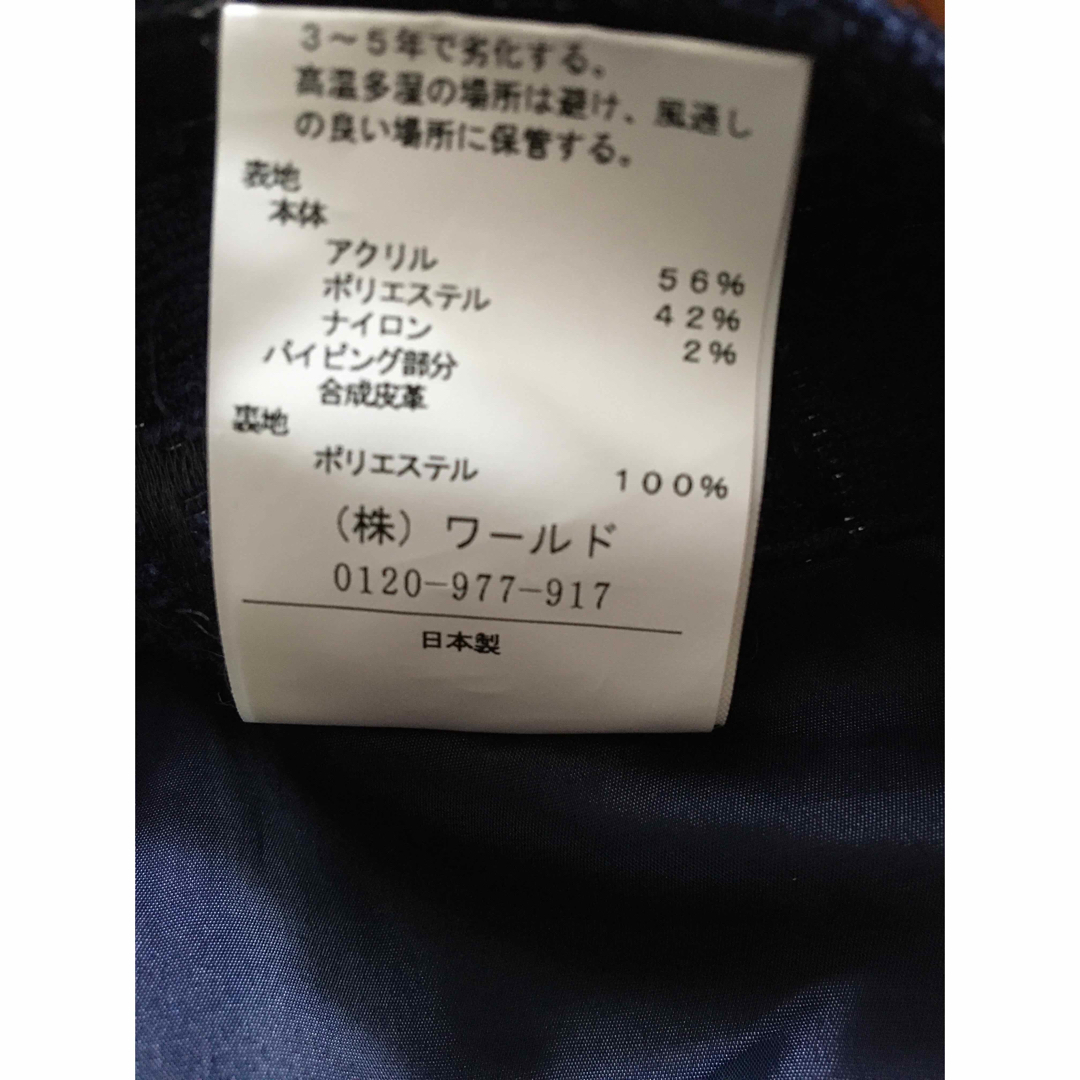 3～5年で劣化する。
高温多湿の場所は避け、風通し
の良い場所に保管する。
表地
本体
アクリル 56%
ポリエステル 42%
ナイロン 2%
パイピング部分
合成皮革
裏地
ポリエステル 100%
（株）ワールド
0120-977-917
日本製